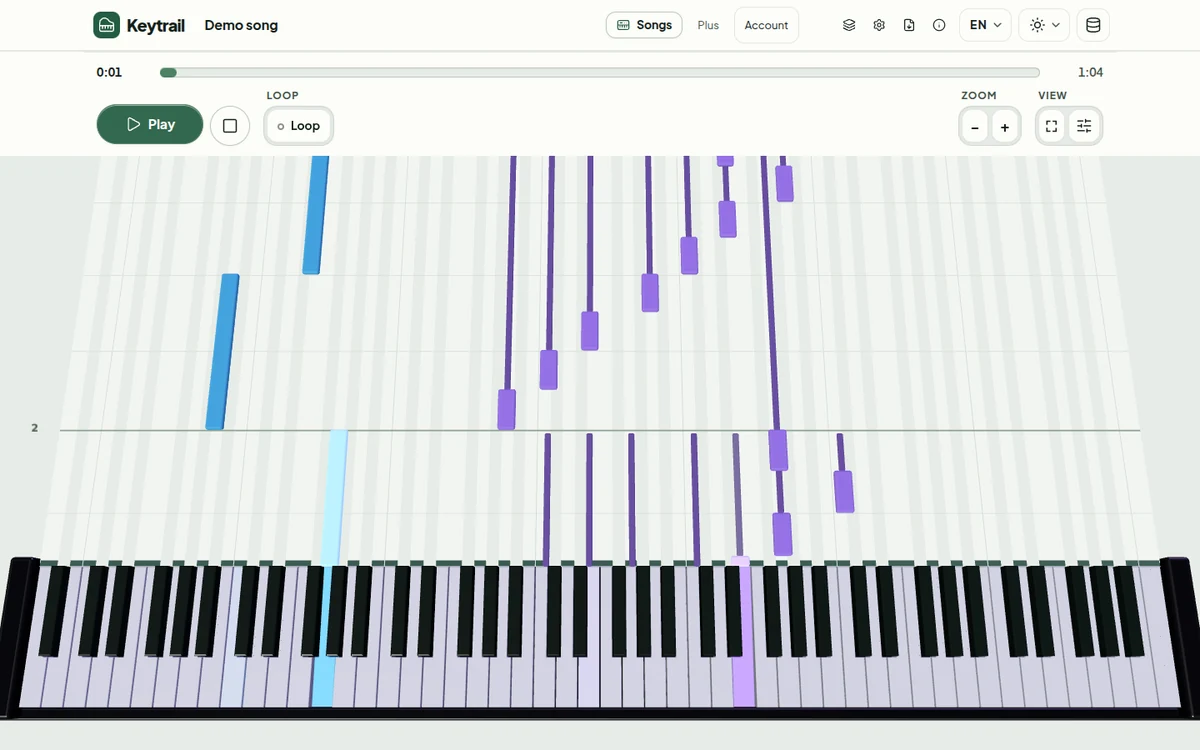 Keytrail
Demo song
Songs
Plus
Account
EN
0:01
1:04
LOOP
Play
Loop
ZOOM
VIEW
-
+
2